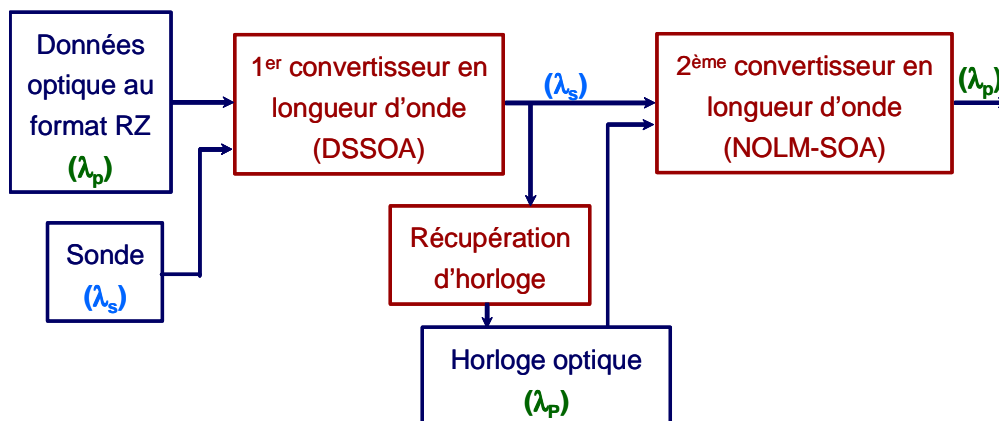 Données
optique au
format RZ
(λp)
Sonde
(λs)
1er convertisseur en
longueur d'onde
(DSSOA)
(λs)
Récupération
d'horloge
Horloge optique
(λP)
2ème convertisseur en
longueur d'onde
(NOLM-SOA)
(λp)